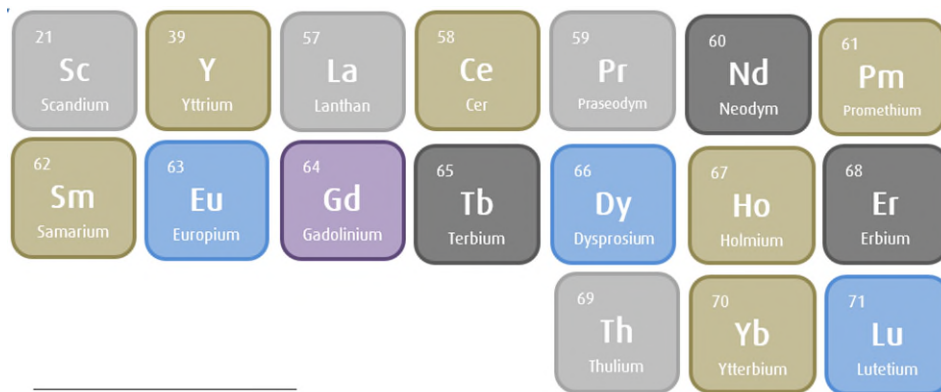 21 39 57 58 59 60 61
Sc Y La Ce Pr Nd Pm
Scandium Yttrium Lanthan Cer Praseodym Neodym Promethium
62 63 64 65 66 67 68
Sm Eu Gd Tb Dy Ho Er
Samarium Europium Gadolinium Terbium Dysprosium Holmium Erbium
69 70 71
Th Yb Lu
Thulium Ytterbium Lutetium